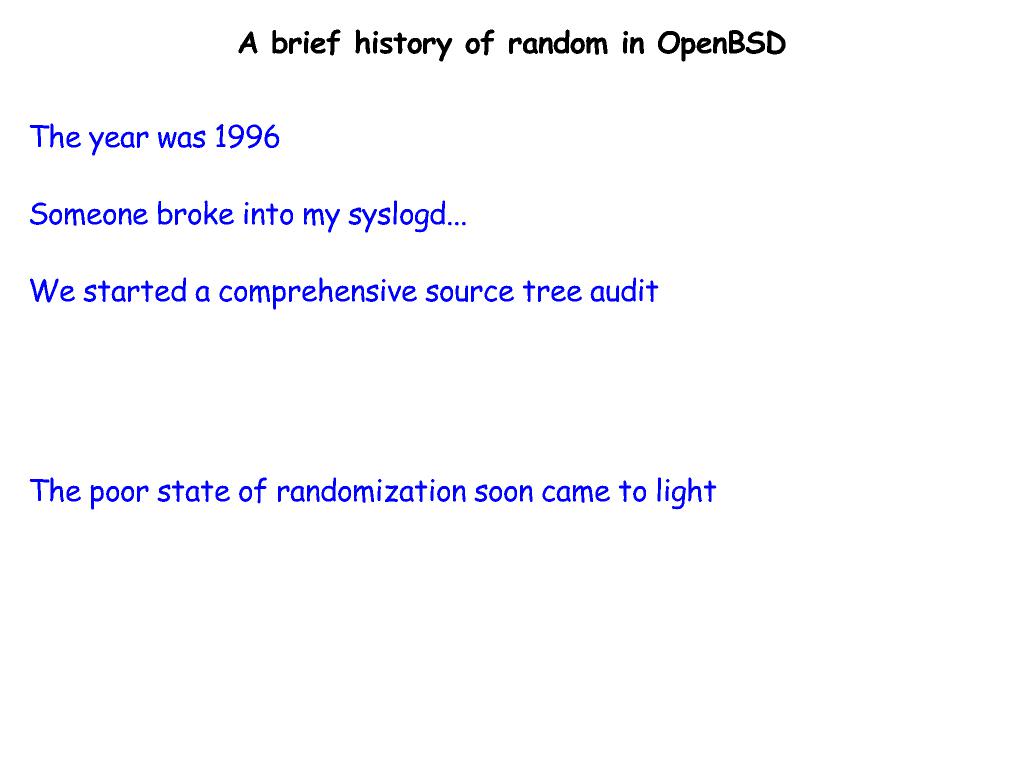 A brief history of random in OpenBSD
The year was 1996
Someone broke into my syslogd...
We started a comprehensive source tree audit
The poor state of randomization soon came to light